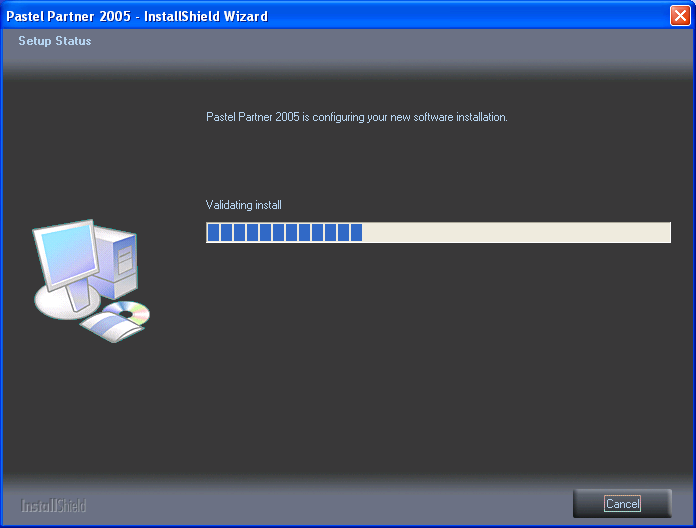 Pastel Partner 2005 - InstallShield Wizard
Setup Status
Pastel Partner 2005 is configuring your new software installation.
Validating install
InstallShield
Cancel